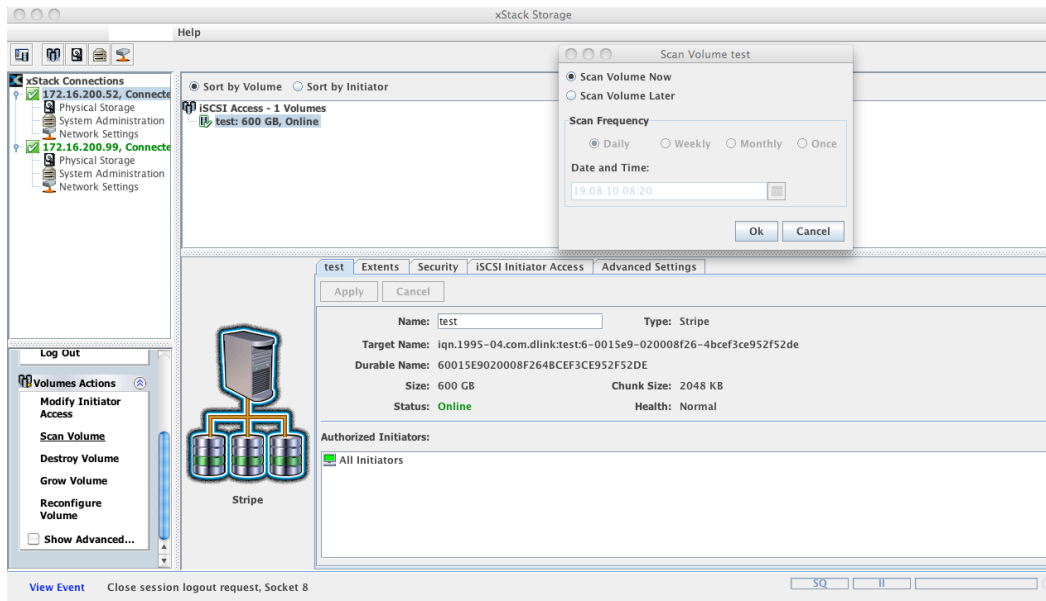 xStack Storage
Help
xStack Connections
172.16.200.52, Connecte
Physical Storage
System Administration
Network Settings
172.16.200.99, Connecte
Physical Storage
System Administration
Network Settings
Sort by Volume Sort by Initiator
iSCSI Access - 1 Volumes
test: 600 GB, Online
Scan Volume test
Scan Volume Now
Scan Volume Later
Scan Frequency
Daily Weekly Monthly Once
Date and Time:
19.08.10 08:20
Ok Cancel
Log Out
Volumes Actions
Modify Initiator
Access
Scan Volume
Destroy Volume
Grow Volume
Reconfigure
Volume
Show Advanced...
Stripe
test Extents Security iSCSI Initiator Access Advanced Settings
Apply Cancel
Name: test Type: Stripe
Target Name: iqn.1995-04.com.dlink:test:6-0015e9-020008f26-4bcef3ce952f52de
Durable Name: 60015E9020008F264BCEF3CE952F52DE
Size: 600 GB Chunk Size: 2048 KB
Status: Online Health: Normal
Authorized Initiators:
All Initiators
View Event Close session logout request, Socket 8
SQ II